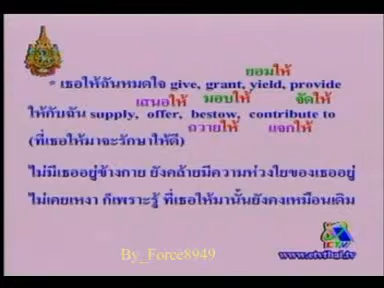 ยอมให้
* เธอให้ฉันหมดใจ give, grant, yield, provide
เสนอให้ มอบให้ จัดให้
ให้กับฉัน supply, offer, bestow, contribute to
ถวายให้ แจกให้
(ที่เธอให้มาจะรักษาให้ดี)
ไม่มีเธออยู่ข้างกาย ยังคล้ายมีความห่วงใยของเธออยู่
ไม่เคยเหงา ก็เพราะรู้ ที่เธอให้มานั้นยังคงเหมือนเดิม
By_Force8949
www.etvthai.tv